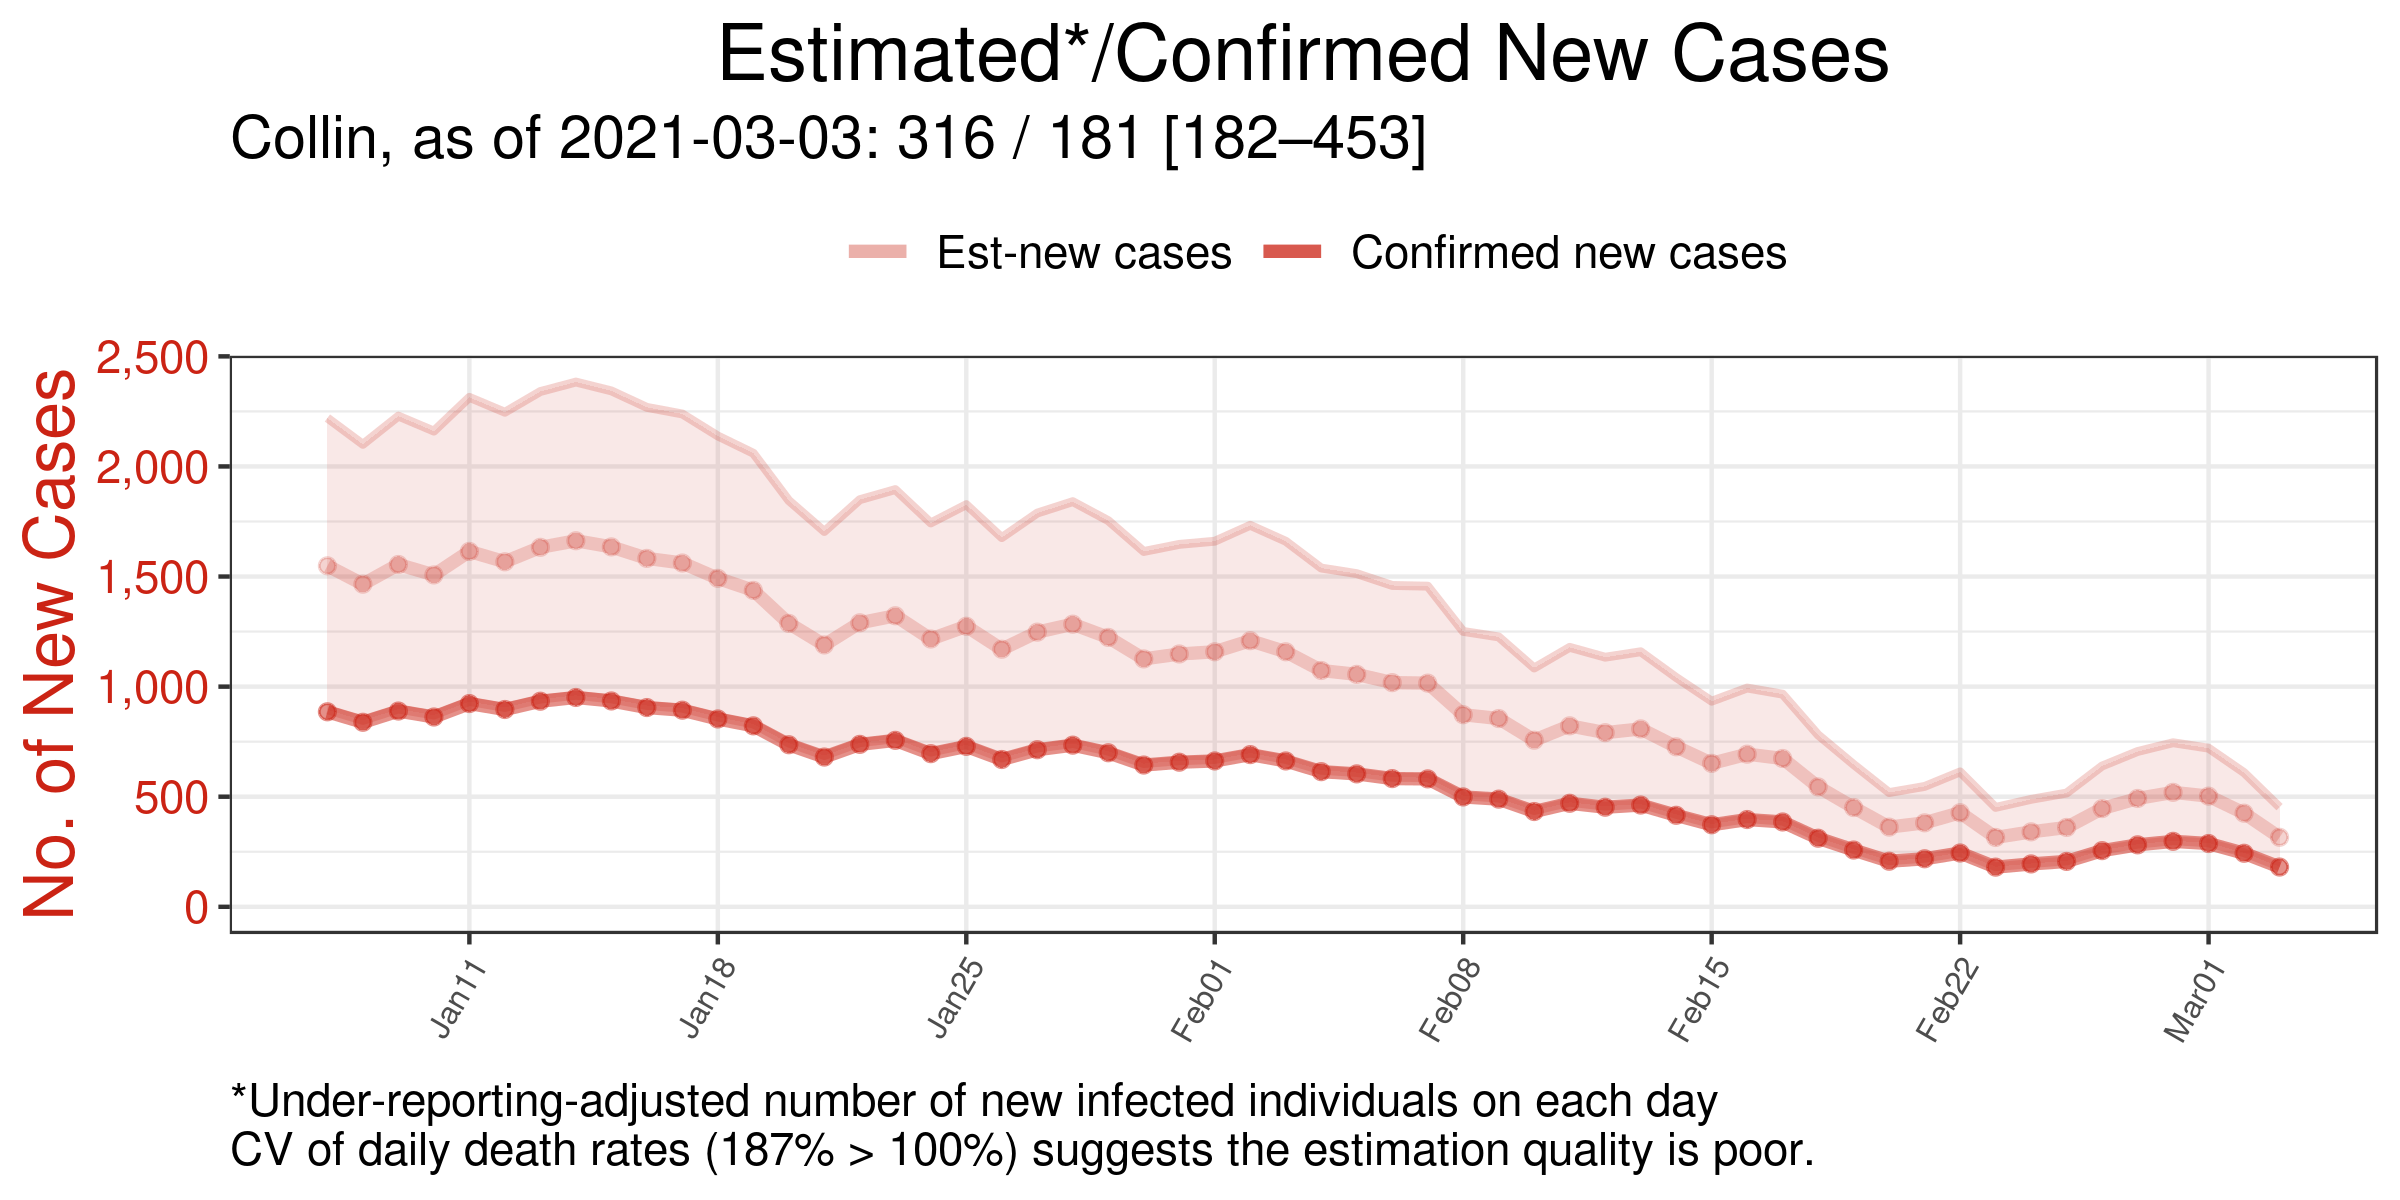 Estimated*/Confirmed New Cases
Collin, as of 2021-03-03: 316 / 181 [182–453]
Est-new cases
Confirmed new cases
No. of New Cases
2,500
2,000
1,500
1,000
500
0
Jan11
Jan18
Jan25
Feb01
Feb08
Feb15
Feb22
Mar01
*Under-reporting-adjusted number of new infected individuals on each day
CV of daily death rates (187% > 100%) suggests the estimation quality is poor.